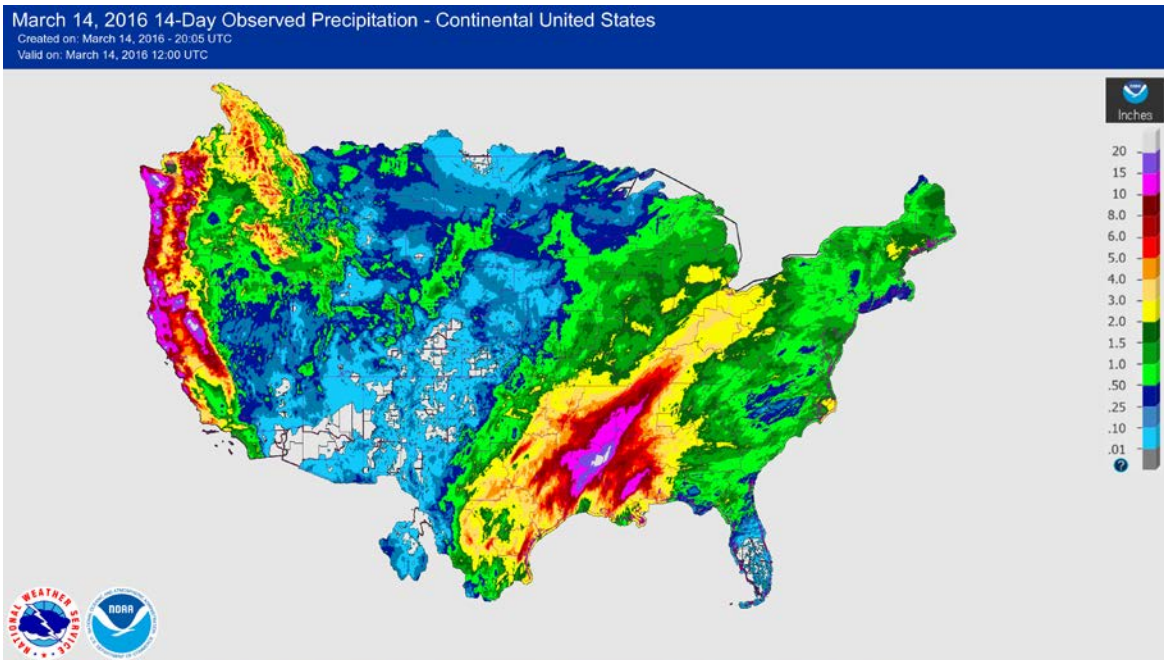 March 14, 2016 14-Day Observed Precipitation - Continental United States
Created on: March 14, 2016 - 20:05 UTC
Valid on: March 14, 2016 12:00 UTC
Inches
20
15
10
8.0
6.0
5.0
4.0
3.0
2.0
1.5
1.0
.50
.25
.10
.01
?
NATIONAL WEATHER SERVICE
NOAA